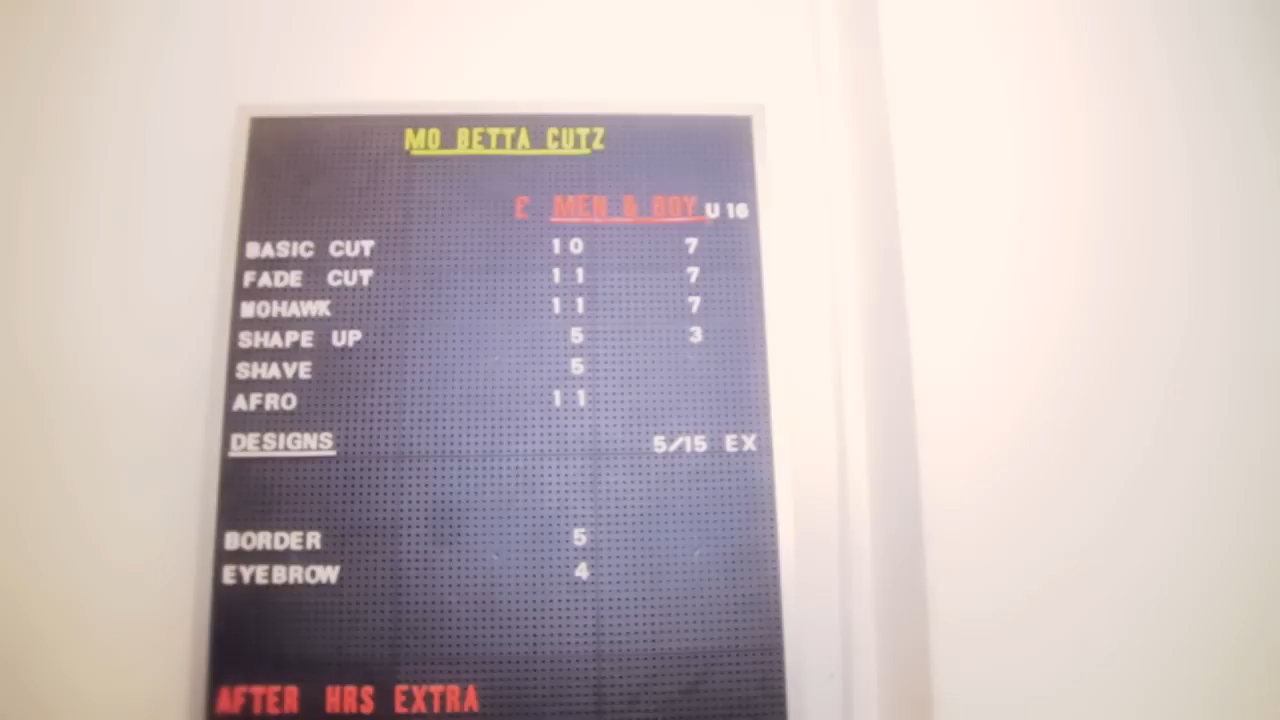 MO BETTA CUTZ
£ MEN & BOY U 16
BASIC CUT 10 7
FADE CUT 11 7
MOHAWK 11 7
SHAPE UP 5 3
SHAVE 5
AFRO 11
DESIGNS 5/15 EX
BORDER 5
EYEBROW 4
AFTER HRS EXTRA